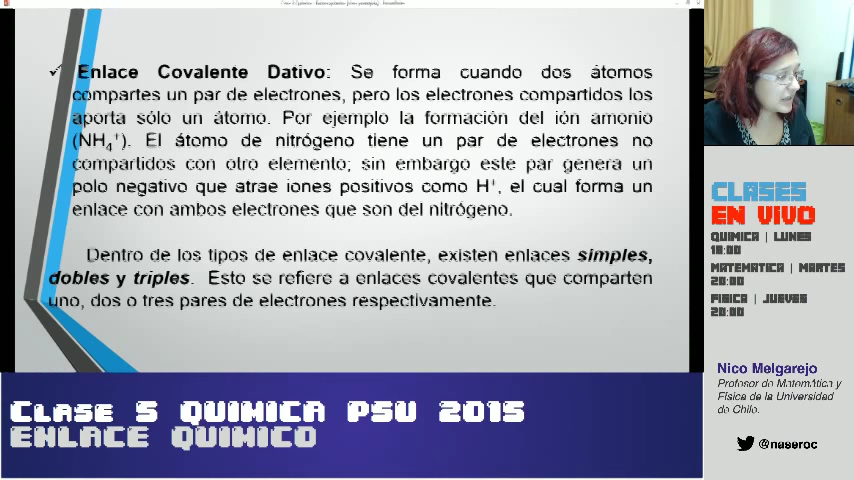 ✓ Enlace Covalente Dativo: Se forma cuando dos átomos
compartes un par de electrones, pero los electrones compartidos los
aporta sólo un átomo. Por ejemplo la formación del ión amonio
(NH₄⁺). El átomo de nitrógeno tiene un par de electrones no
compartidos con otro elemento; sin embargo este par genera un
polo negativo que atrae iones positivos como H⁺, el cual forma un
enlace con ambos electrones que son del nitrógeno.
Dentro de los tipos de enlace covalente, existen enlaces simples,
dobles y triples. Esto se refiere a enlaces covalentes que comparten
uno, dos o tres pares de electrones respectivamente.
CLASES
EN VIVO
QUIMICA | LUNES
18:00
MATEMATICA | MARTES
20:00
FISICA | JUEVES
20:00
Nico Melgarejo
Profesor de Matemática y
Física de la Universidad
de Chile.
@naseroc
Clase 5 QUIMICA PSU 2015
ENLACE QUIMICO